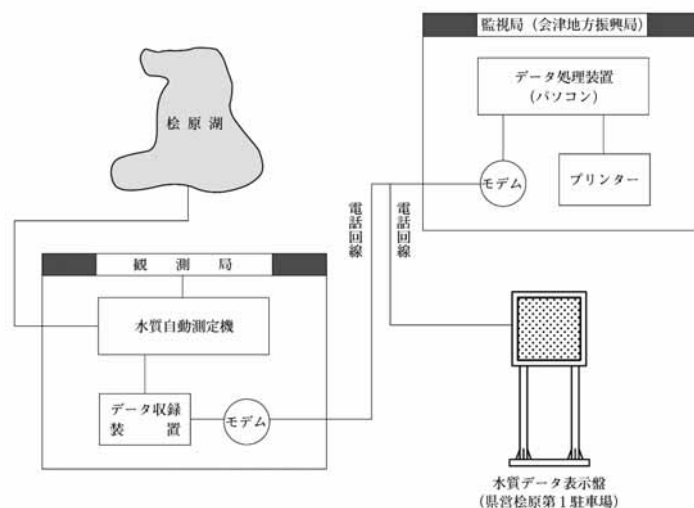 監視局（会津地方振興局）
データ処理装置
（パソコン）
モデム
プリンター
桧原湖
電話回線
電話回線
観測局
水質自動測定機
データ収録
装置
モデム
水質データ表示盤
（県営桧原第１駐車場）